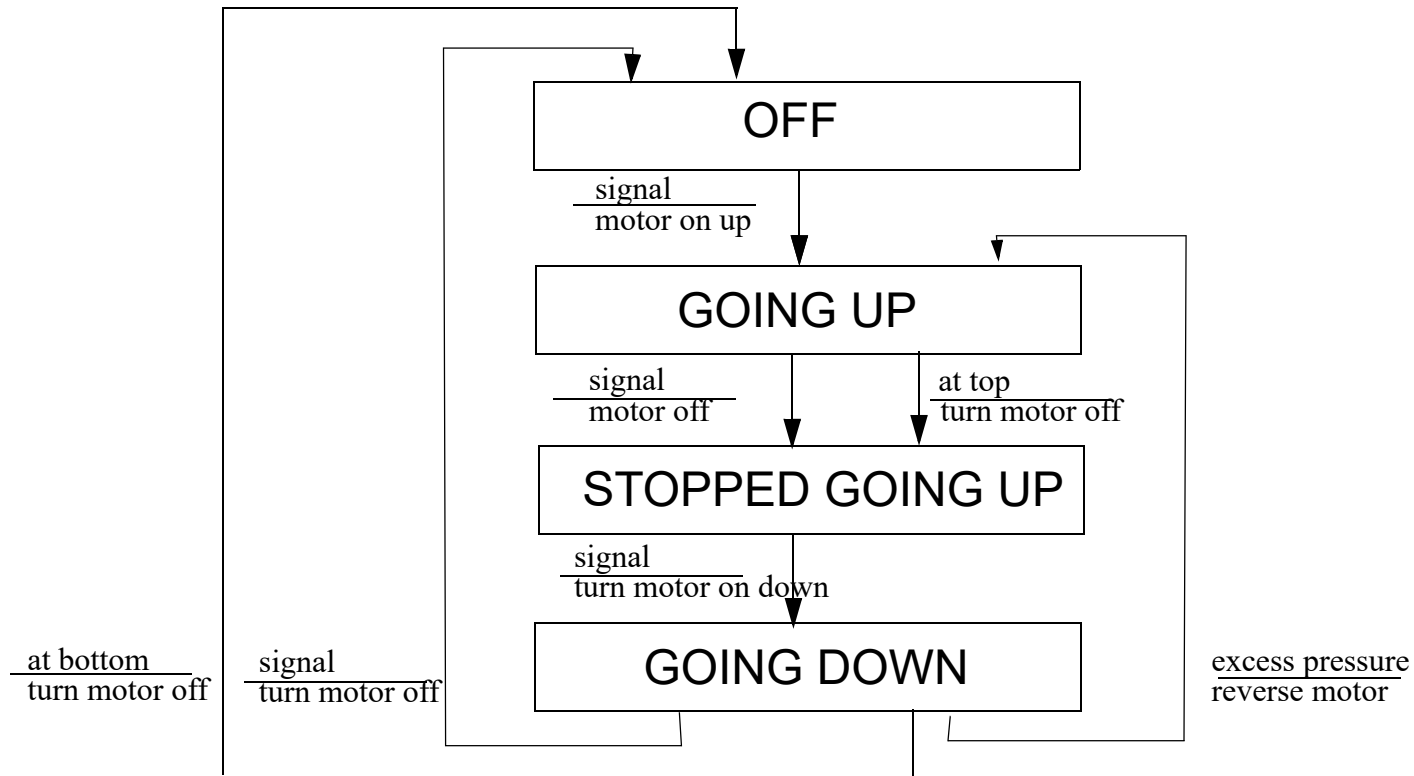 OFF
signal
motor on up
GOING UP
signal
motor off
at top
turn motor off
STOPPED GOING UP
signal
turn motor on down
GOING DOWN
at bottom
turn motor off
signal
turn motor off
excess pressure
reverse motor